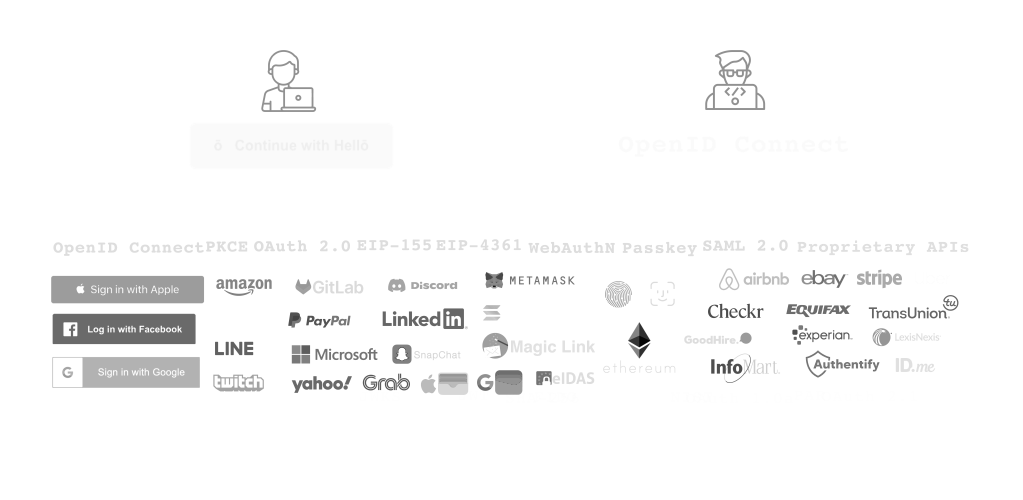 ō Continue with Hellō
OpenID Connect
OpenID Connect PKCE OAuth 2.0 EIP-155 EIP-4361 WebAuthN Passkey SAML 2.0 Proprietary APIs
Sign in with Apple
amazon
GitLab
Discord
METAMASK
airbnb
ebay
stripe
Log in with Facebook
PayPal
LinkedIn
Checkr
EQUIFAX
TransUnion
tu
LINE
Microsoft
SnapChat
Magic Link
ethereum
GoodHire.
experian.
LexisNexis
G Sign in with Google
twitch
yahoo!
Grab
G
eIDAS
InfoMart.
Authentify
ID.me